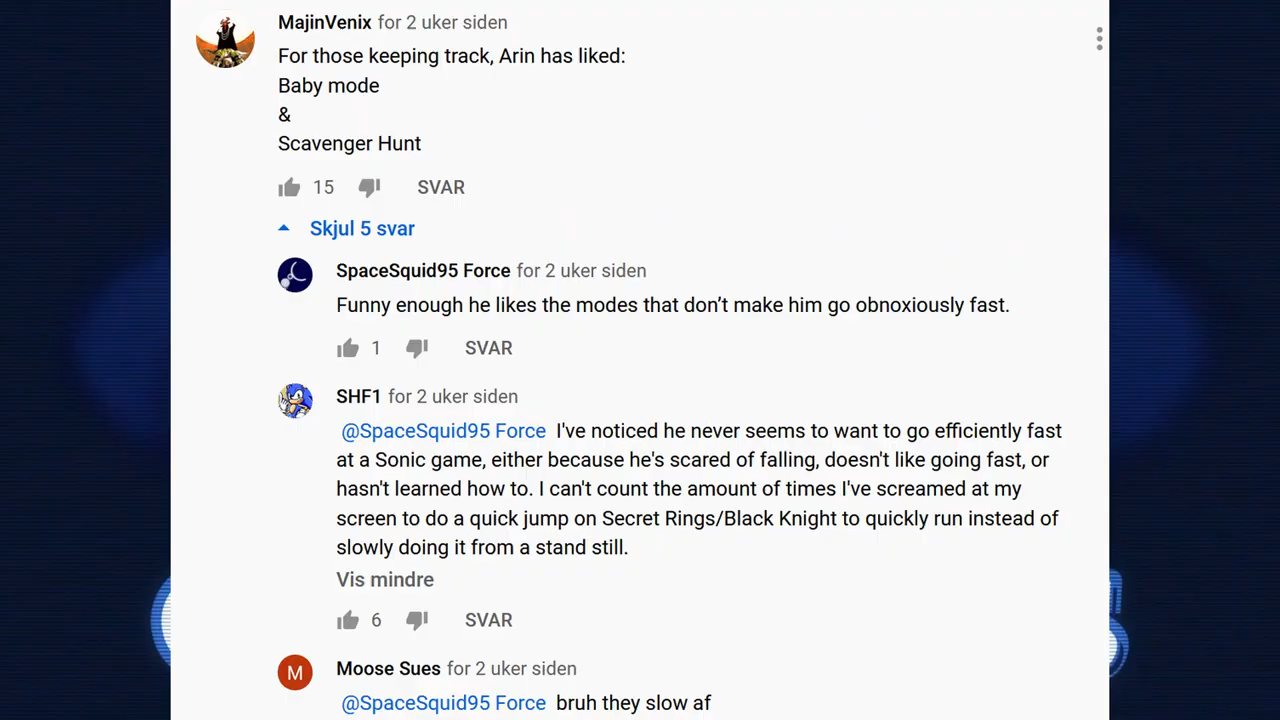 MajinVenix for 2 uker siden
For those keeping track, Arin has liked:
Baby mode
&
Scavenger Hunt
15 SVAR
Skjul 5 svar
SpaceSquid95 Force for 2 uker siden
Funny enough he likes the modes that don’t make him go obnoxiously fast.
1 SVAR
SHF1 for 2 uker siden
@SpaceSquid95 Force I've noticed he never seems to want to go efficiently fast
at a Sonic game, either because he's scared of falling, doesn't like going fast, or
hasn't learned how to. I can't count the amount of times I've screamed at my
screen to do a quick jump on Secret Rings/Black Knight to quickly run instead of
slowly doing it from a stand still.
Vis mindre
6 SVAR
M
Moose Sues for 2 uker siden
@SpaceSquid95 Force bruh they slow af